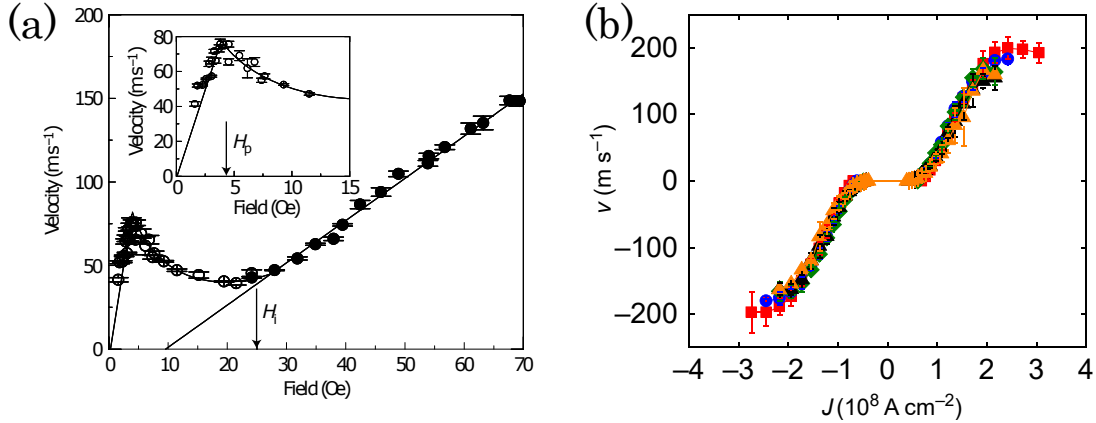 (a)
200
150
100
50
0
Velocity (ms⁻¹)
0 10 20 30 40 50 60 70
Field (Oe)
Hᵢ
80
60
40
20
0
Velocity (ms⁻¹)
0 5 10 15
Field (Oe)
Hₚ
(b)
200
100
0
−100
−200
v (m s⁻¹)
−4 −3 −2 −1 0 1 2 3 4
J (10⁸ A cm⁻²)